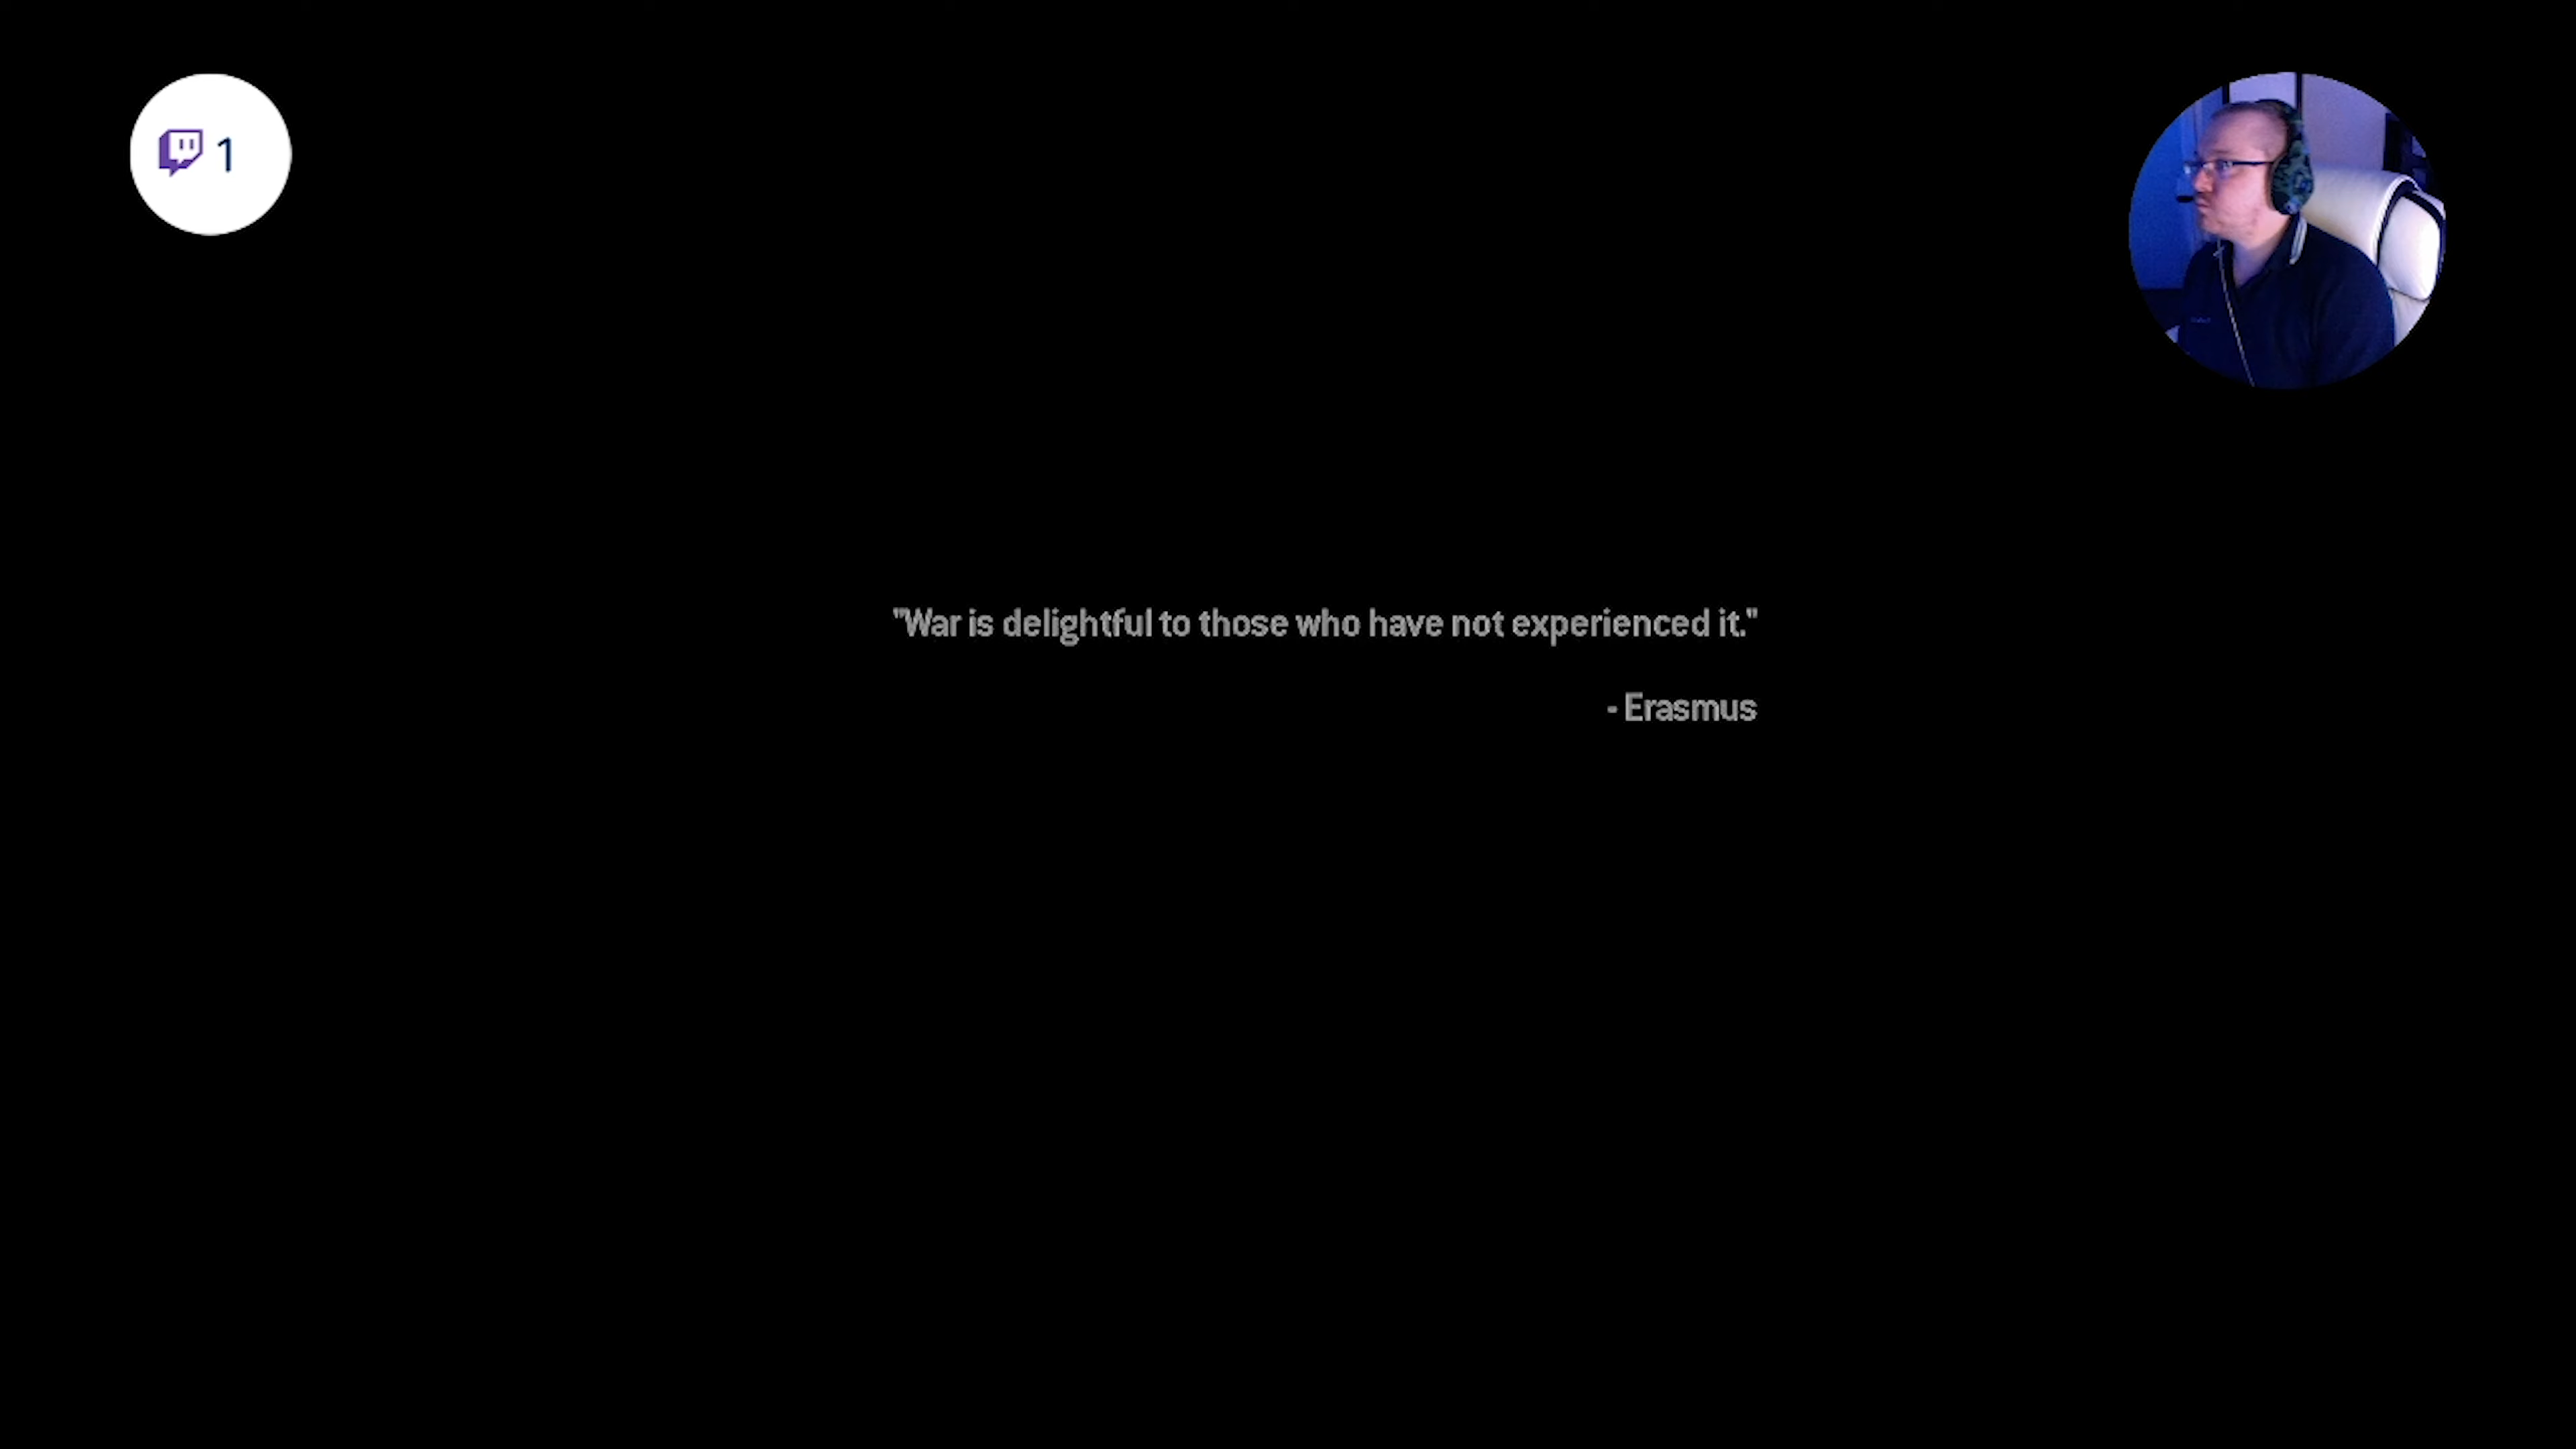 1
"War is delightful to those who have not experienced it."
- Erasmus